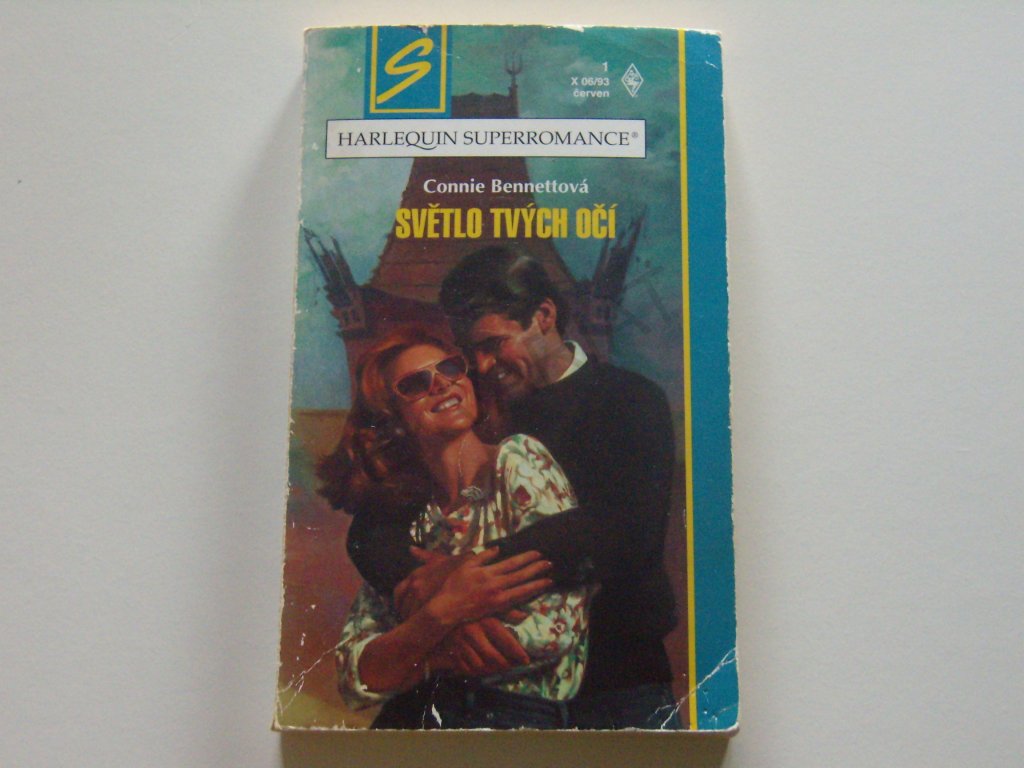 S
1
X 06/93
červen
HARLEQUIN SUPERROMANCE®
Connie Bennettová
SVĚTLO TVÝCH OČÍ